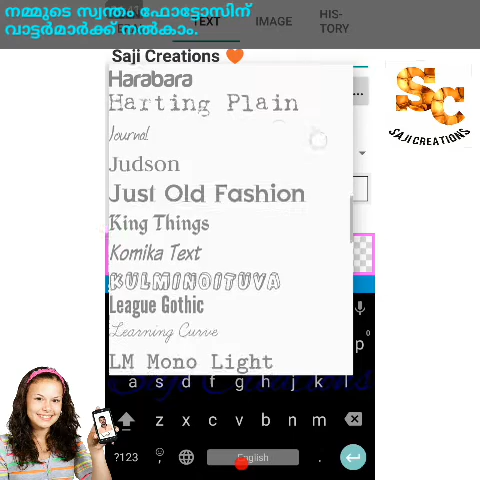 നമ്മുടെ സ്വന്തം ഫോട്ടോസിന്
വാട്ടർമാർക്ക് നൽകാം.
TEXT
IMAGE
HIS-
TORY
Saji Creations 🧡
Harabara
Harting Plain
Journal
Judson
Just Old Fashion
King Things
Komika Text
KULMINOITUVA
League Gothic
Learning Curve
LM Mono Light
...
SC
SAJI CREATIONS
p
a s d f g h j k l
z x c v b n m
?123
English
.